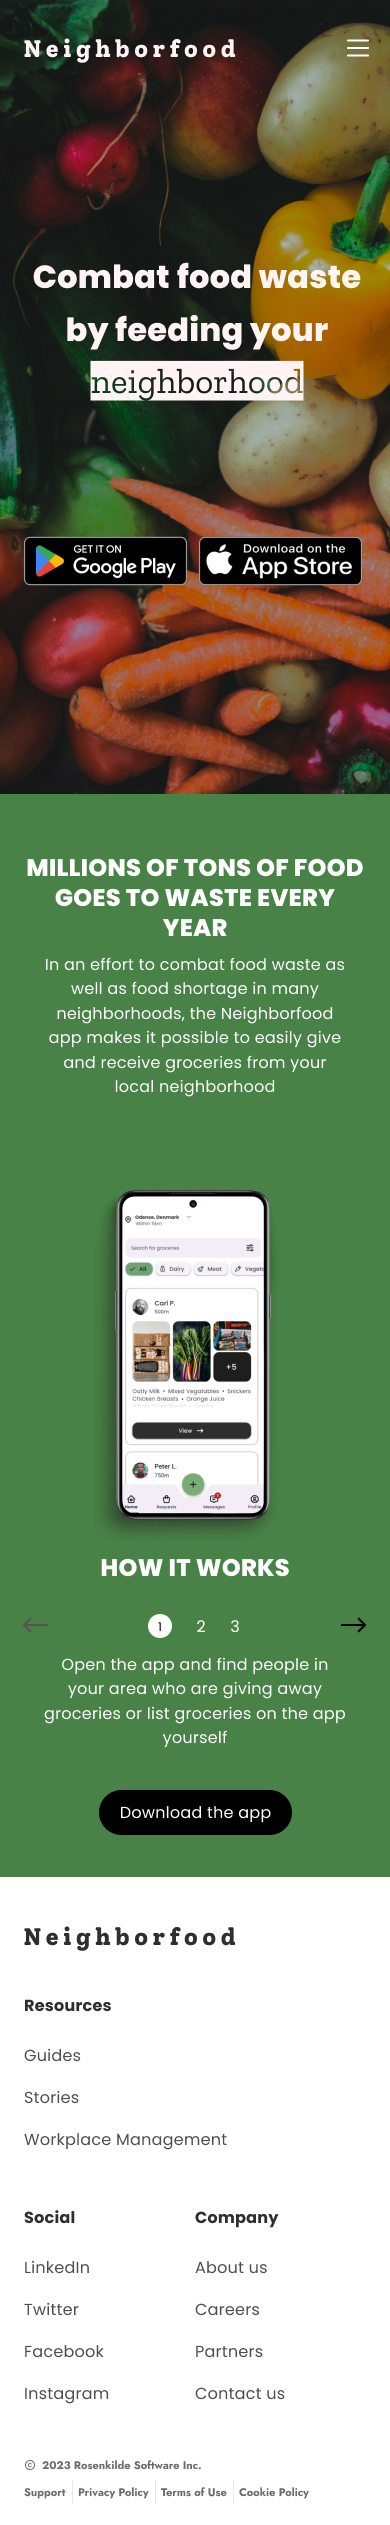 Neighborfood
Combat food waste
by feeding your
neighborhood
GET IT ON
Google Play
Download on the
App Store
MILLIONS OF TONS OF FOOD
GOES TO WASTE EVERY
YEAR
In an effort to combat food waste as
well as food shortage in many
neighborhoods, the Neighborfood
app makes it possible to easily give
and receive groceries from your
local neighborhood
Odense, Denmark
Within 5km
Search for groceries
All Dairy Meat Vegeta
Carl P.
500m
+5
Oatly Milk • Mixed Vegatables • Snickers
Chicken Breasts • Orange Juice
View →
Peter L.
750m
+
Home Requests Messages Profile
HOW IT WORKS
← 1 2 3 →
Open the app and find people in
your area who are giving away
groceries or list groceries on the app
yourself
Download the app
Neighborfood
Resources
Guides
Stories
Workplace Management
Social
LinkedIn
Twitter
Facebook
Instagram
Company
About us
Careers
Partners
Contact us
© 2023 Rosenkilde Software Inc.
Support Privacy Policy Terms of Use Cookie Policy